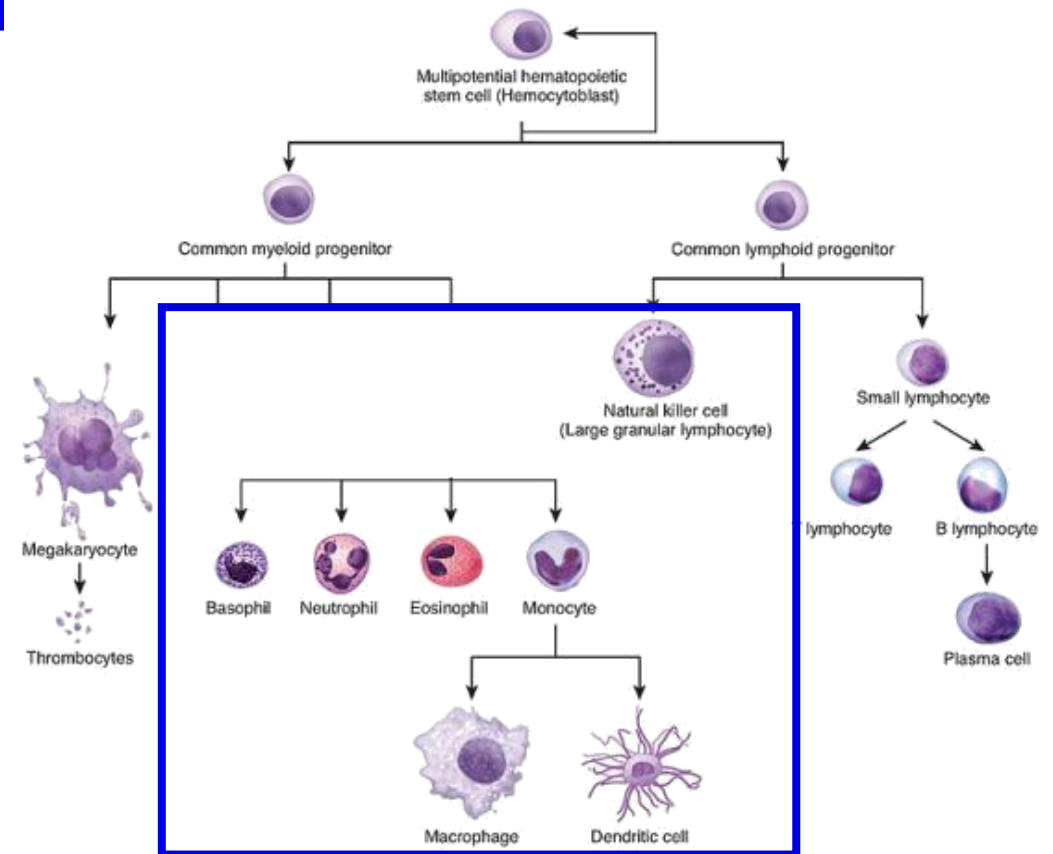 Multipotential hematopoietic
stem cell (Hemocytoblast)
Common myeloid progenitor
Common lymphoid progenitor
Natural killer cell
(Large granular lymphocyte)
Small lymphocyte
Megakaryocyte
lymphocyte
B lymphocyte
Basophil
Neutrophil
Eosinophil
Monocyte
Thrombocytes
Plasma cell
Macrophage
Dendritic cell